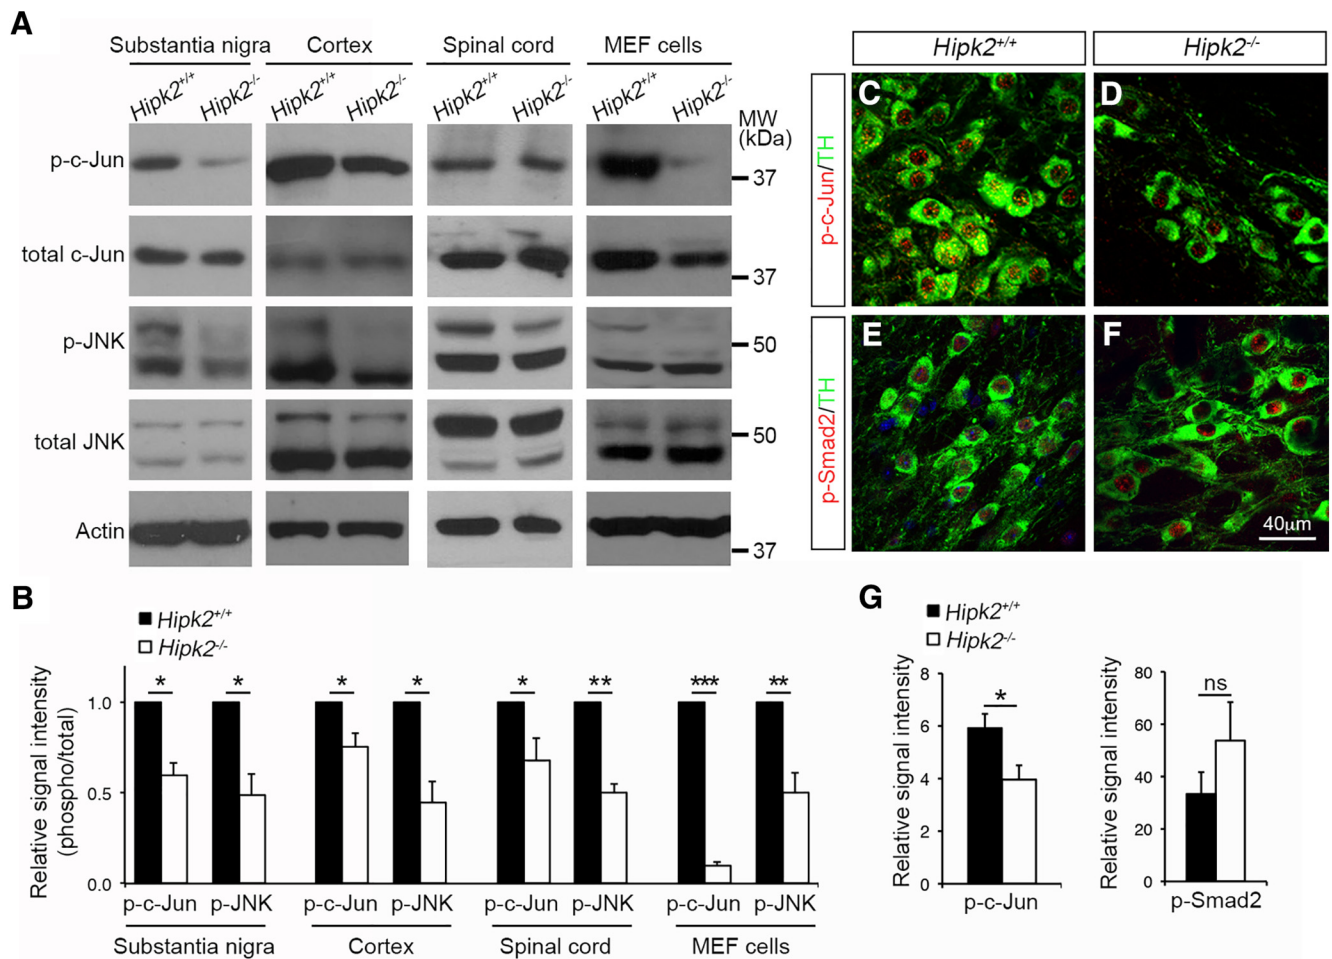 A
Substantia nigra Cortex Spinal cord MEF cells
Hipk2+/+ Hipk2-/- Hipk2+/+ Hipk2-/- Hipk2+/+ Hipk2-/- Hipk2+/+ Hipk2-/-
MW
(kDa)
p-c-Jun
37
total c-Jun
37
p-JNK
50
total JNK
50
Actin
37
Hipk2+/+ Hipk2-/-
p-c-Jun/TH
C D
p-Smad2/TH
E F
40µm
B
Hipk2+/+
Hipk2-/-
Relative signal intensity
(phospho/total)
1.0
0.5
0.0
* * * * * ** *** **
p-c-Jun p-JNK p-c-Jun p-JNK p-c-Jun p-JNK p-c-Jun p-JNK
Substantia nigra Cortex Spinal cord MEF cells
G
Hipk2+/+
Hipk2-/-
Relative signal intensity
8
6
4
2
0
*
p-c-Jun
Relative signal intensity
80
60
40
20
0
ns
p-Smad2